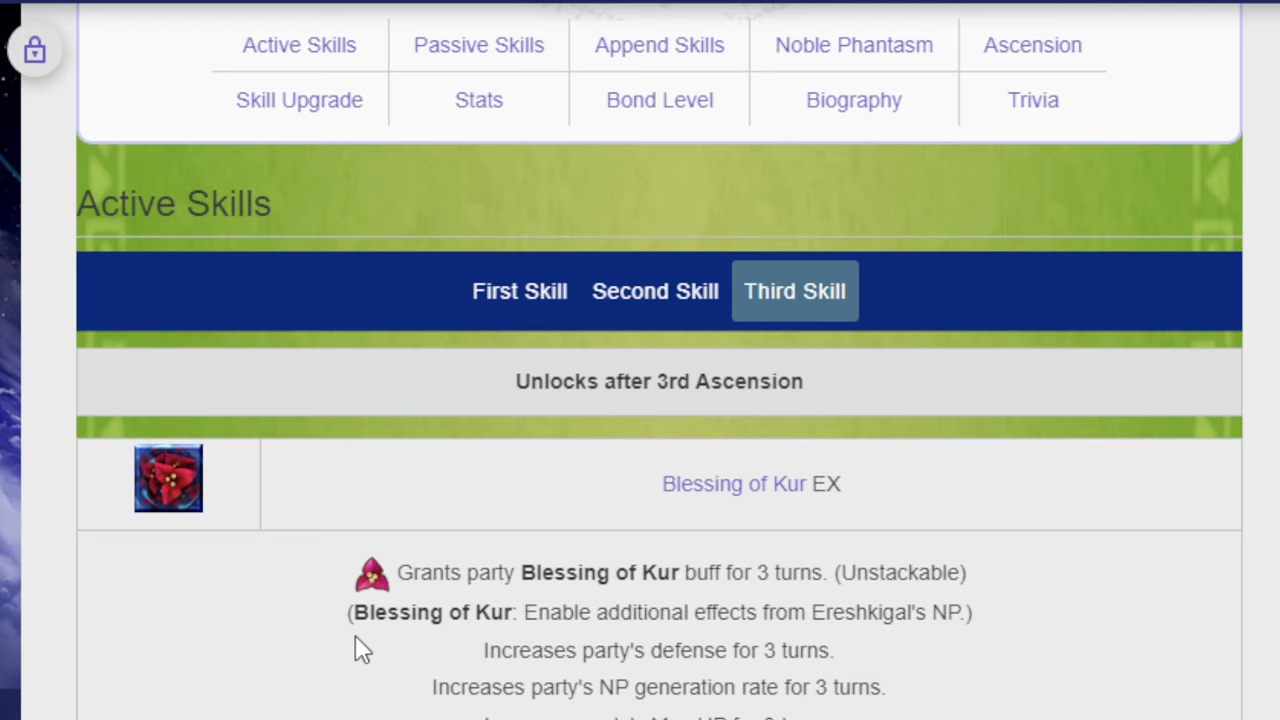 Active Skills Passive Skills Append Skills Noble Phantasm Ascension
Skill Upgrade Stats Bond Level Biography Trivia
Active Skills
First Skill Second Skill Third Skill
Unlocks after 3rd Ascension
Blessing of Kur EX
Grants party Blessing of Kur buff for 3 turns. (Unstackable)
(Blessing of Kur: Enable additional effects from Ereshkigal's NP.)
Increases party's defense for 3 turns.
Increases party's NP generation rate for 3 turns.